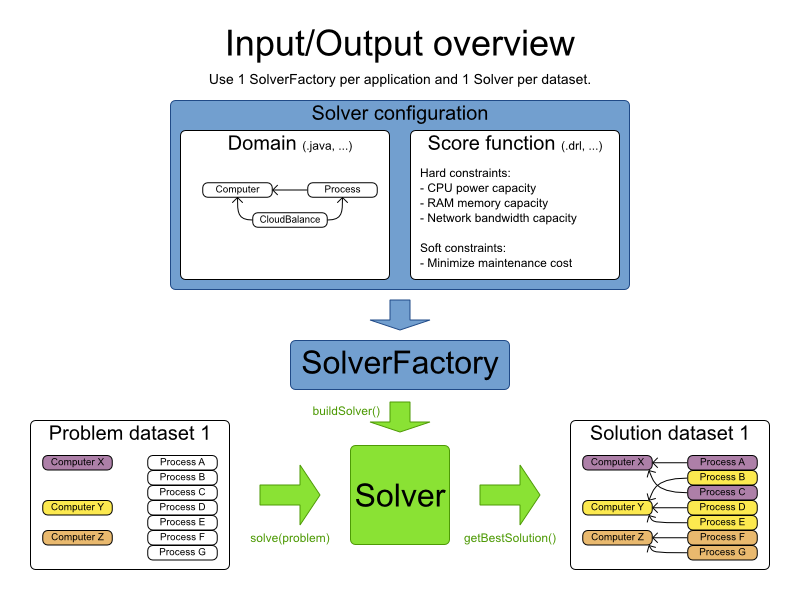 Input/Output overview
Use 1 SolverFactory per application and 1 Solver per dataset.
Solver configuration
Domain (.java, ...)
Computer
Process
CloudBalance
Score function (.drl, ...)
Hard constraints:
- CPU power capacity
- RAM memory capacity
- Network bandwidth capacity
Soft constraints:
- Minimize maintenance cost
SolverFactory
buildSolver()
Problem dataset 1
Computer X
Computer Y
Computer Z
Process A
Process B
Process C
Process D
Process E
Process F
Process G
solve(problem)
Solver
getBestSolution()
Solution dataset 1
Computer X
Computer Y
Computer Z
Process A
Process B
Process C
Process D
Process E
Process F
Process G